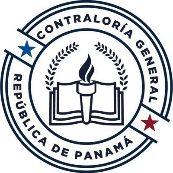 CONTRALORÍA GENERAL
REPÚBLICA DE PANAMÁ